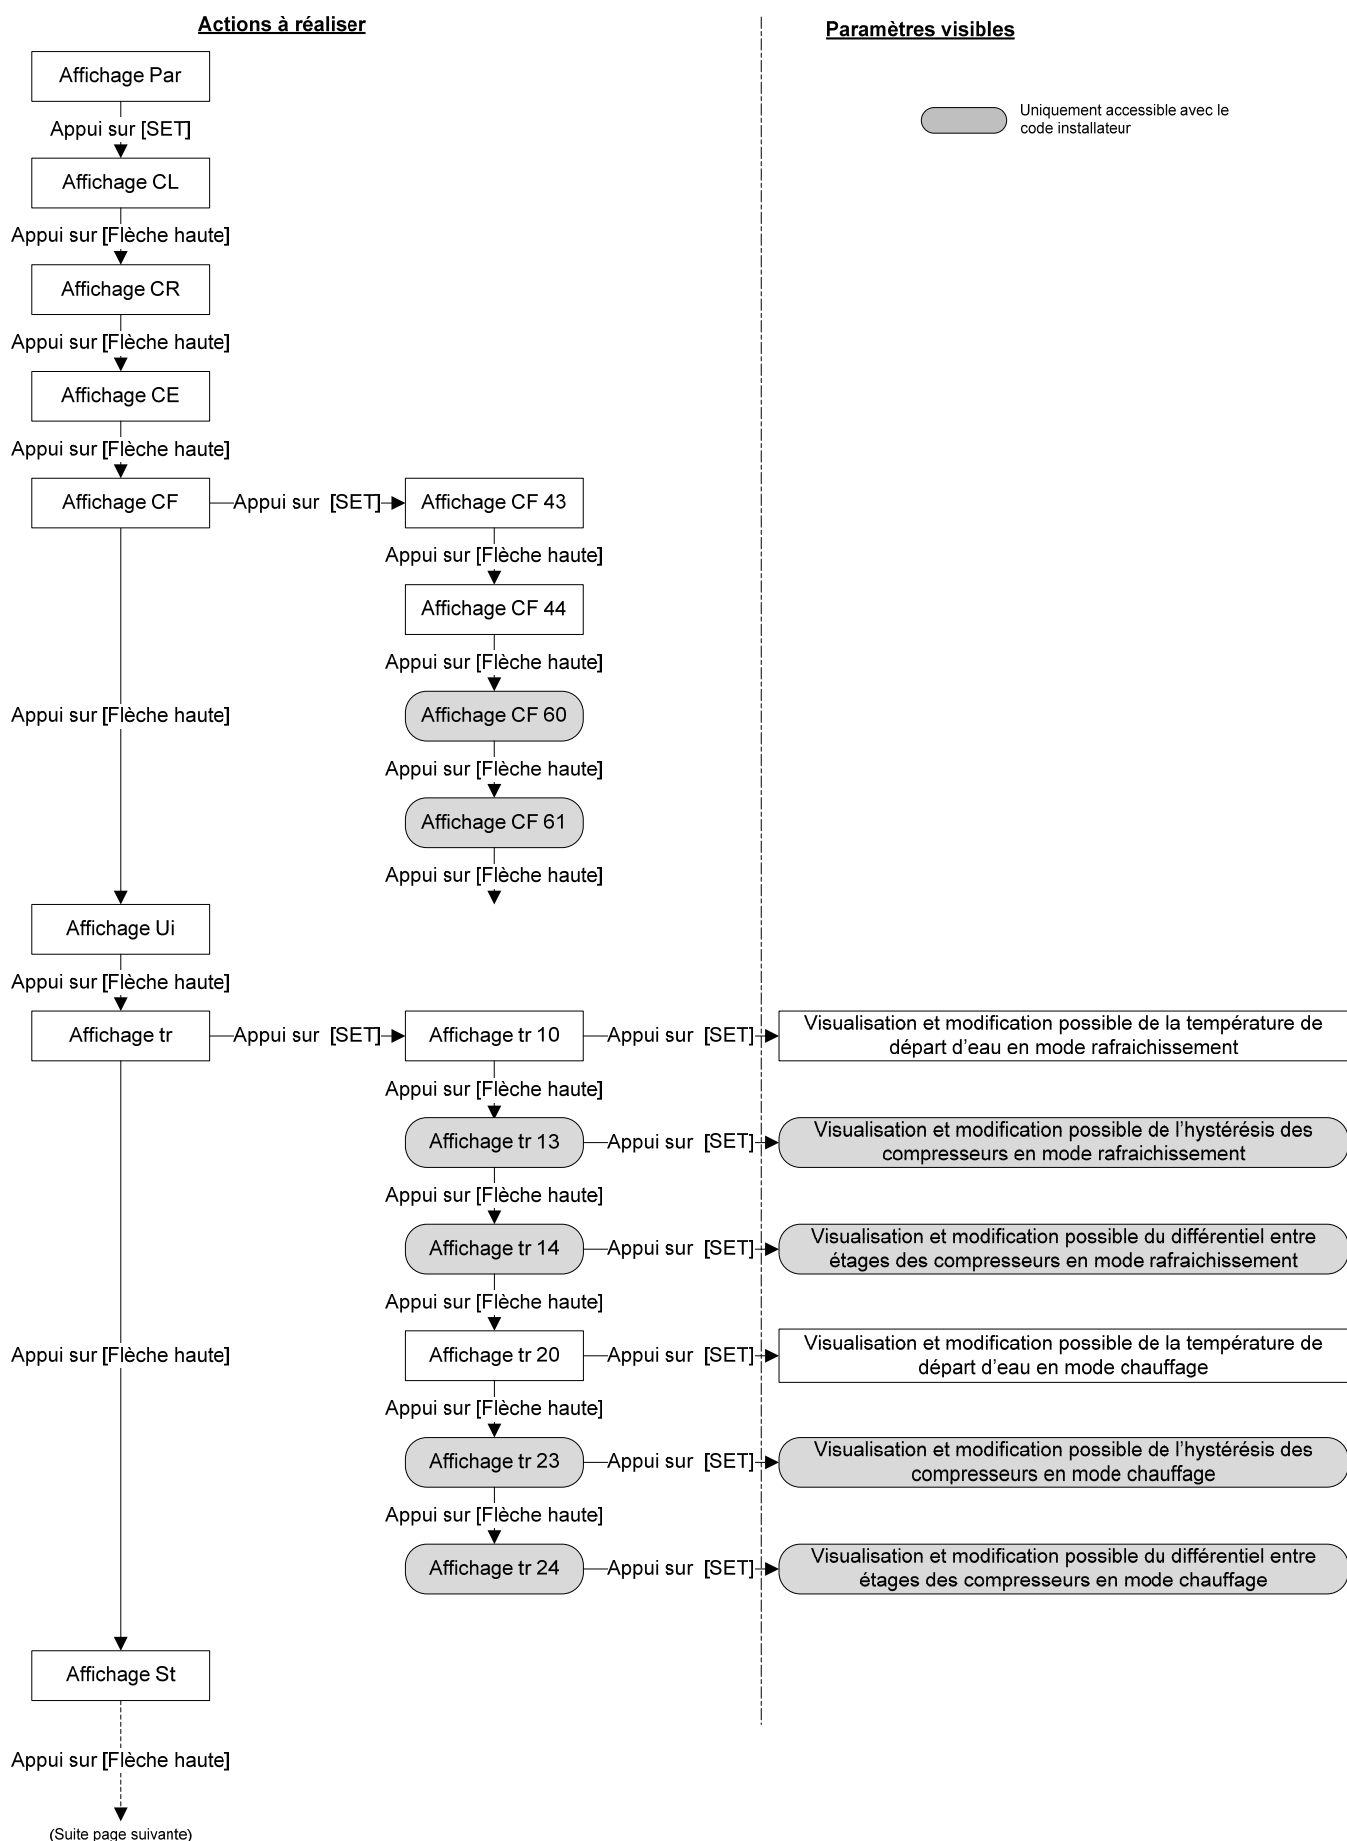 Actions à réaliser
Paramètres visibles
Affichage Par
Uniquement accessible avec le
code installateur
Appui sur [SET]
Affichage CL
Appui sur [Flèche haute]
Affichage CR
Appui sur [Flèche haute]
Affichage CE
Appui sur [Flèche haute]
Affichage CF
Appui sur [SET]
Affichage CF 43
Appui sur [Flèche haute]
Affichage CF 44
Appui sur [Flèche haute]
Affichage CF 60
Appui sur [Flèche haute]
Appui sur [Flèche haute]
Affichage CF 61
Appui sur [Flèche haute]
Affichage Ui
Appui sur [Flèche haute]
Affichage tr
Appui sur [SET]
Affichage tr 10
Appui sur [SET]
Visualisation et modification possible de la température de
départ d'eau en mode rafraichissement
Appui sur [Flèche haute]
Affichage tr 13
Appui sur [SET]
Visualisation et modification possible de l'hystérésis des
compresseurs en mode rafraichissement
Appui sur [Flèche haute]
Affichage tr 14
Appui sur [SET]
Visualisation et modification possible du différentiel entre
étages des compresseurs en mode rafraichissement
Appui sur [Flèche haute]
Appui sur [Flèche haute]
Affichage tr 20
Appui sur [SET]
Visualisation et modification possible de la température de
départ d'eau en mode chauffage
Appui sur [Flèche haute]
Affichage tr 23
Appui sur [SET]
Visualisation et modification possible de l'hystérésis des
compresseurs en mode chauffage
Appui sur [Flèche haute]
Affichage tr 24
Appui sur [SET]
Visualisation et modification possible du différentiel entre
étages des compresseurs en mode chauffage
Affichage St
Appui sur [Flèche haute]
(Suite page suivante)